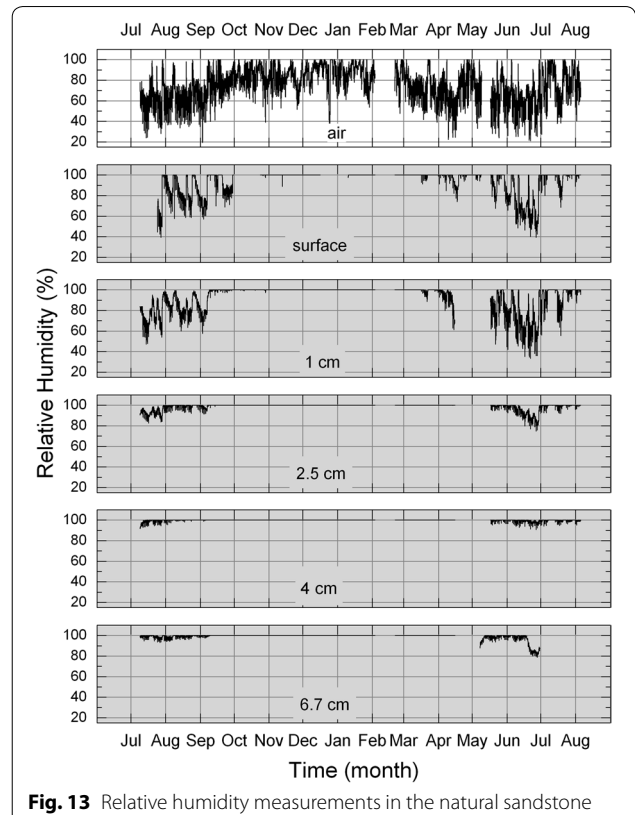 Jul Aug Sep Oct Nov Dec Jan Feb Mar Apr May Jun Jul Aug
100
80
60
40
20
air
100
80
60
40
20
surface
100
80
60
40
20
1 cm
100
80
60
40
20
2.5 cm
100
80
60
40
20
4 cm
100
80
60
40
20
6.7 cm
Relative Humidity (%)
Jul Aug Sep Oct Nov Dec Jan Feb Mar Apr May Jun Jul Aug
Time (month)
Fig. 13 Relative humidity measurements in the natural sandstone